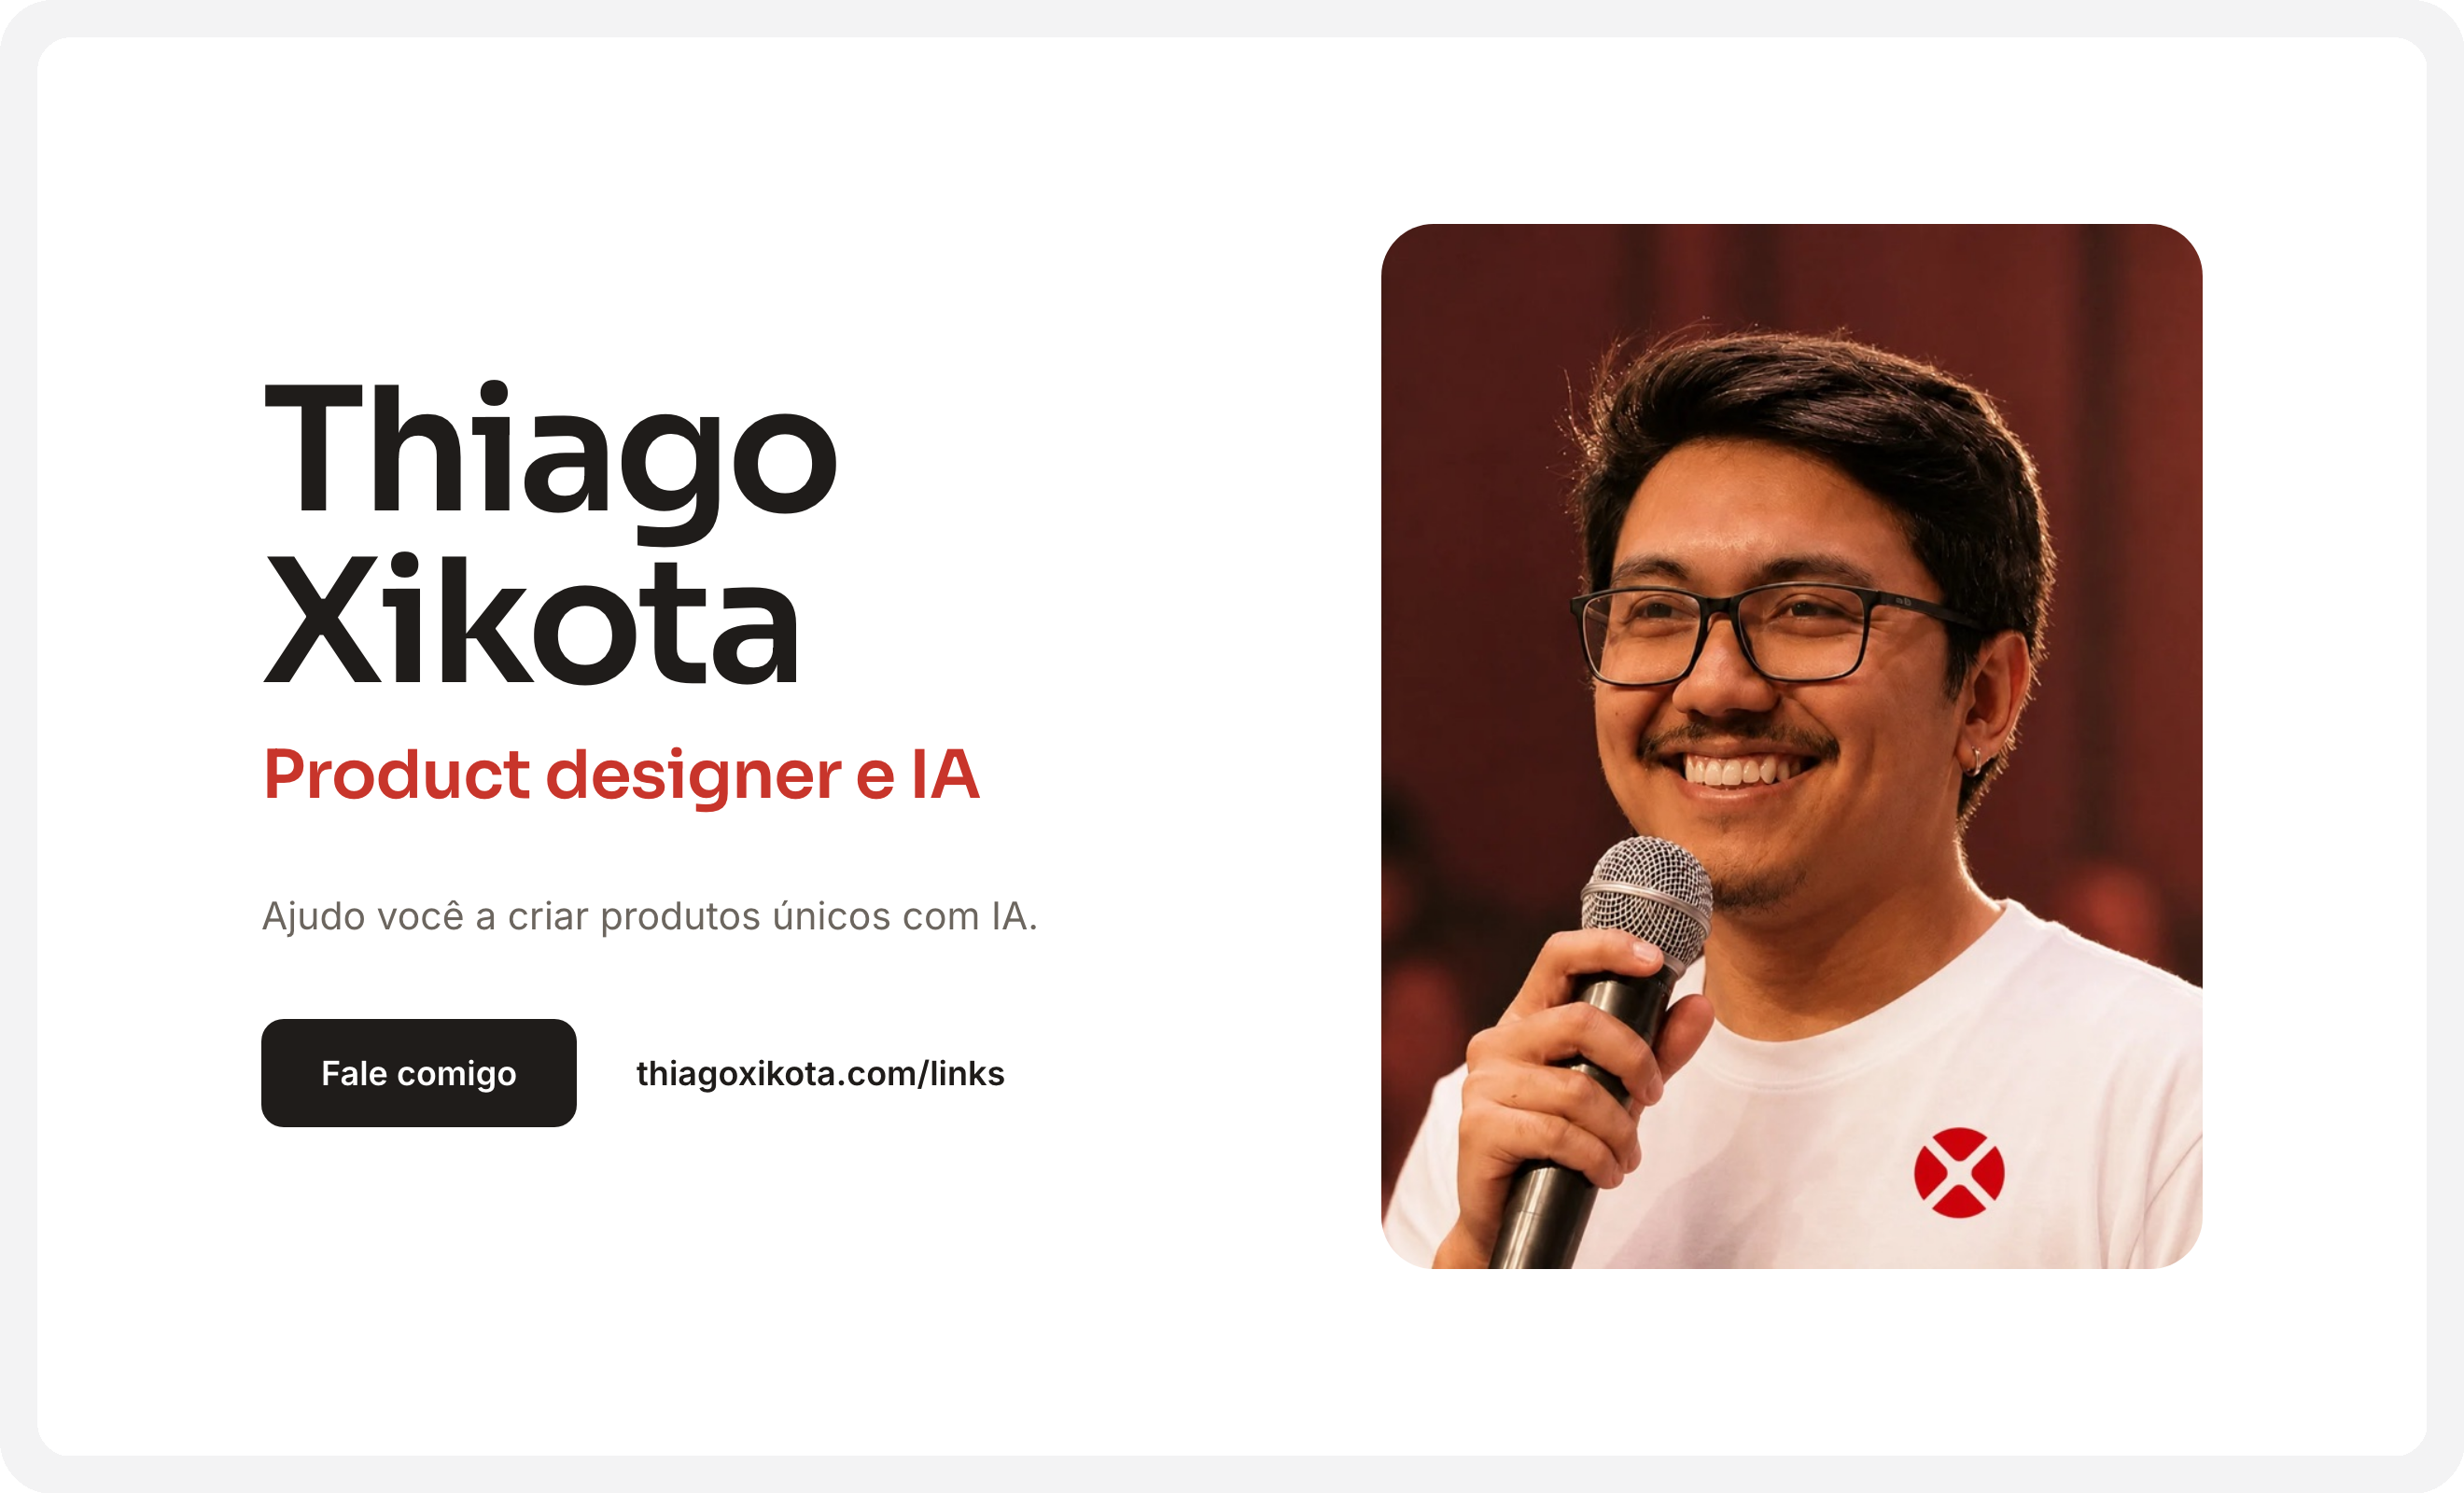 Thiago
Xikota
Product designer e IA
Ajudo você a criar produtos únicos com IA.
Fale comigo
thiagoxikota.com/links